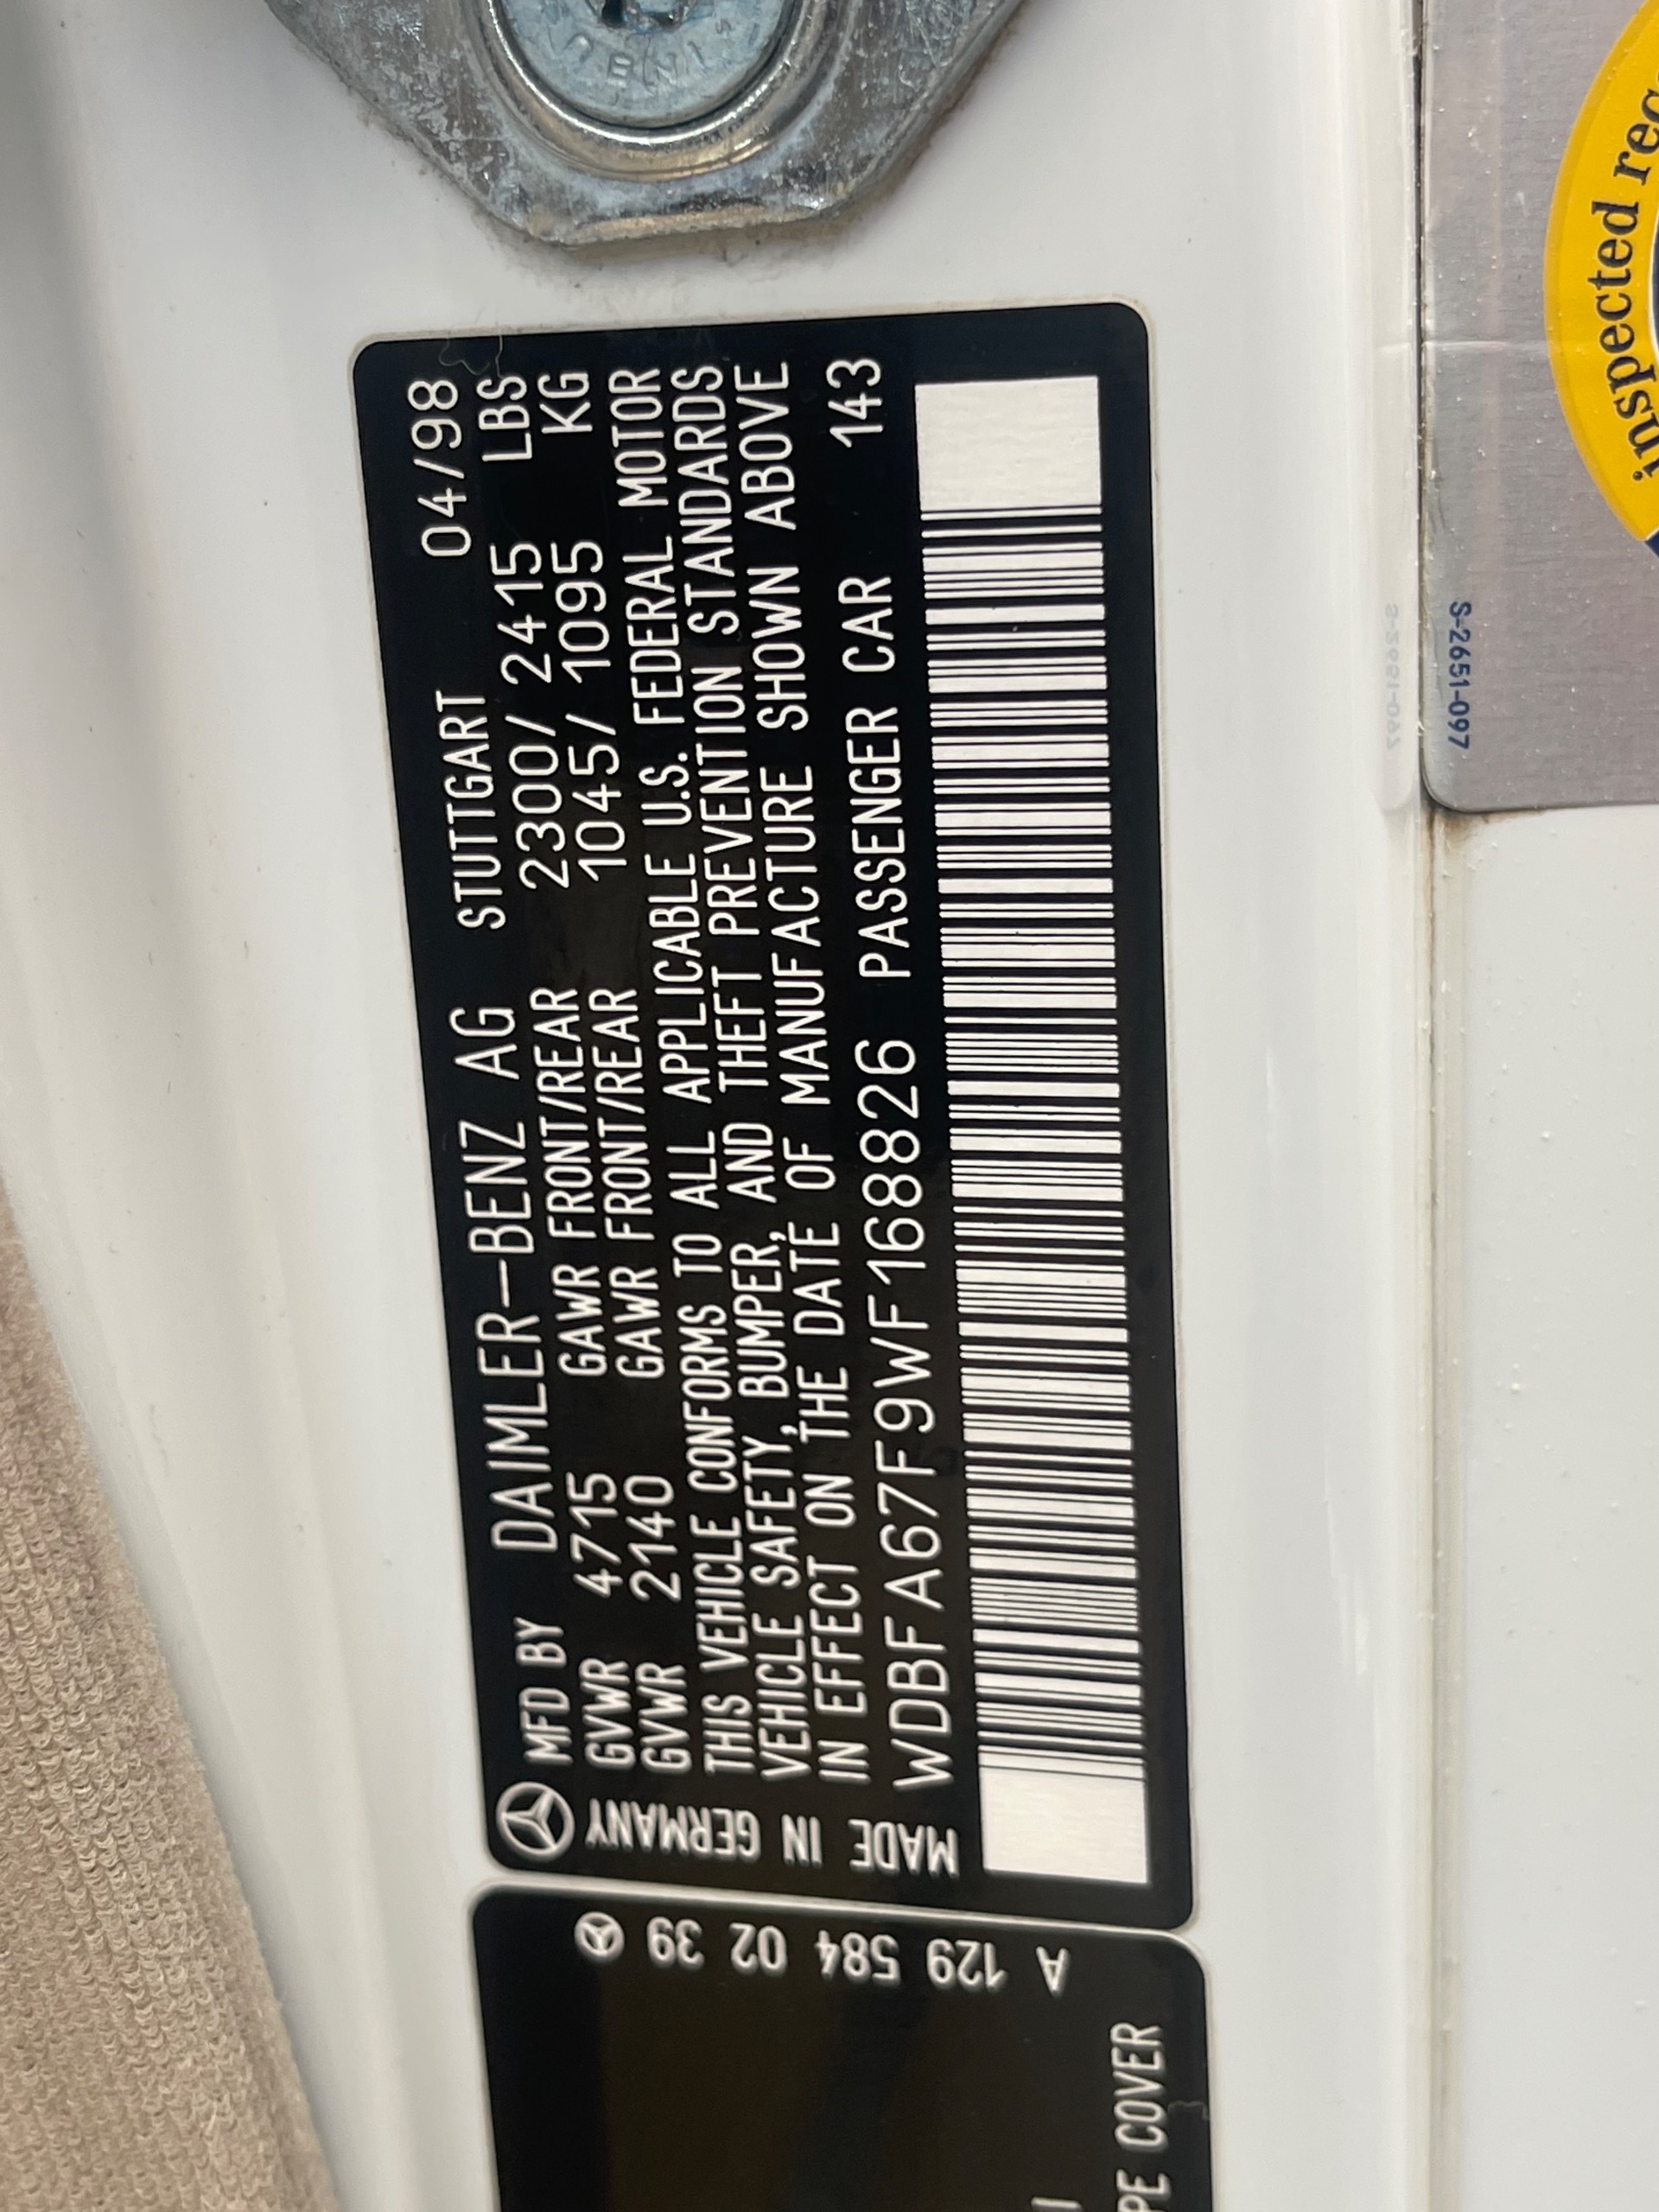 MFD BY DAIMLER-BENZ AG STUTTGART 04/98
GVWR 4715 GAWR FRONT/REAR 2300/ 2415 LBS
GVWR 2140 GAWR FRONT/REAR 1045/ 1095 KG
THIS VEHICLE CONFORMS TO ALL APPLICABLE U.S. FEDERAL MOTOR
VEHICLE SAFETY, BUMPER, AND THEFT PREVENTION STANDARDS
IN EFFECT ON THE DATE OF MANUFACTURE SHOWN ABOVE
WDBFA67F9WF168826 PASSENGER CAR 143
MADE IN GERMANY
A 129 584 02 39
COVER
inspected
S-2651-097